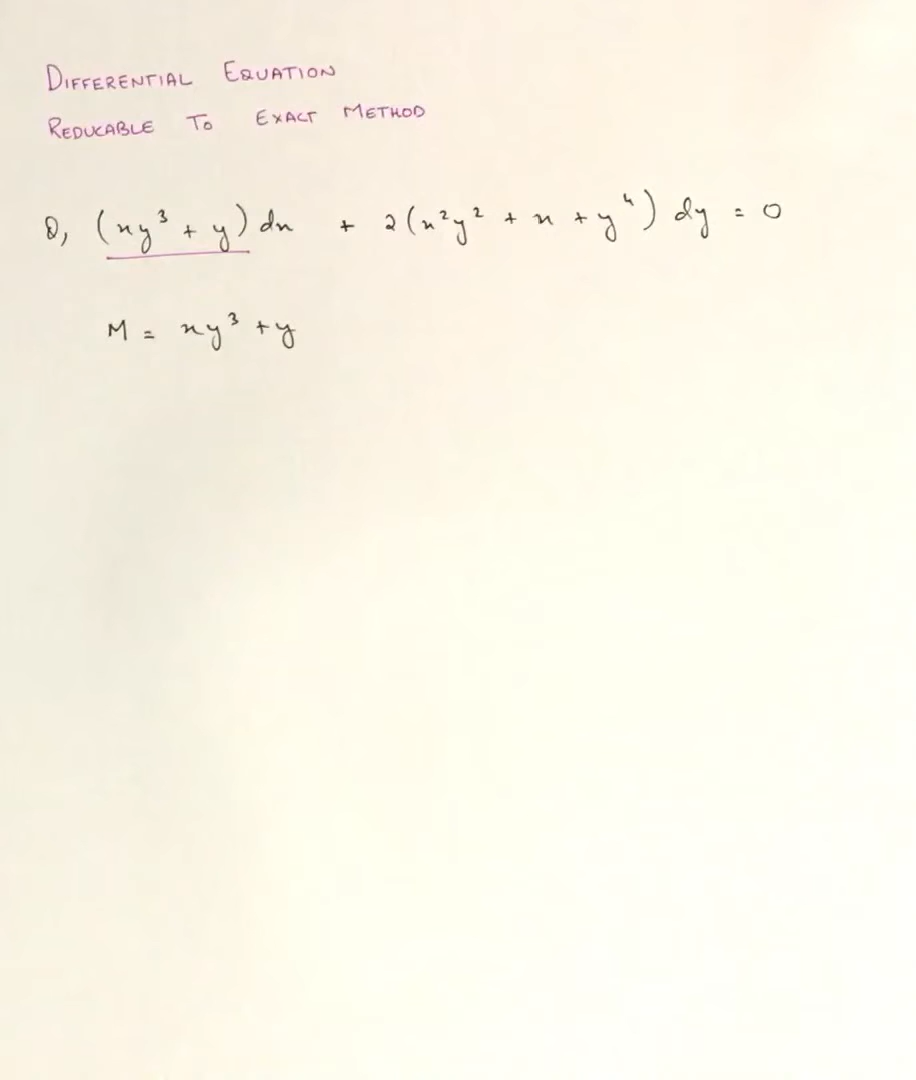 DIFFERENTIAL EQUATION
REDUCABLE TO EXACT METHOD
Q, (xy³ + y) dx + 2(x²y² + x + y⁴) dy = 0
M = xy³ + y